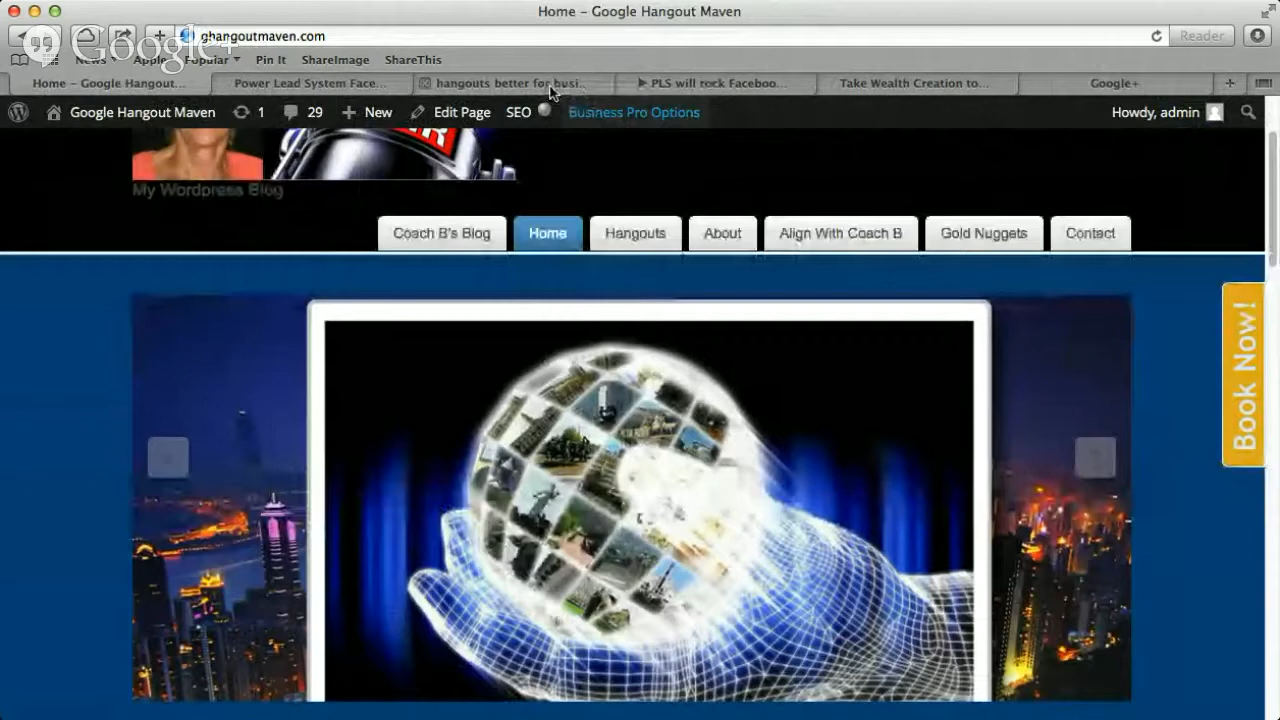 Home – Google Hangout Maven
Google+
ghangoutmaven.com
Reader
News Apple Popular Pin It ShareImage ShareThis
Home – Google Hangout...
Power Lead System Face...
hangouts better for busi...
PLS will rock Faceboo...
Take Wealth Creation to...
Google+
Google Hangout Maven 1 29 New Edit Page SEO Business Pro Options Howdy, admin
My Wordpress Blog
Coach B's Blog Home Hangouts About Align With Coach B Gold Nuggets Contact
Book Now!